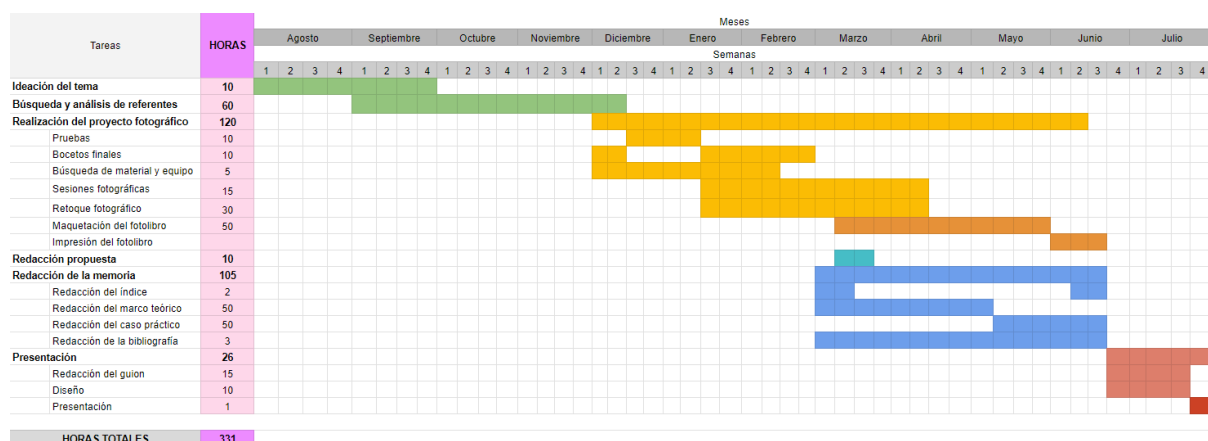 Meses
Tareas HORAS Agosto Septiembre Octubre Noviembre Diciembre Enero Febrero Marzo Abril Mayo Junio Julio
Semanas
1 2 3 4 1 2 3 4 1 2 3 4 1 2 3 4 1 2 3 4 1 2 3 4 1 2 3 4 1 2 3 4 1 2 3 4 1 2 3 4 1 2 3 4 1 2 3 4
Ideación del tema 10
Búsqueda y análisis de referentes 60
Realización del proyecto fotográfico 120
Pruebas 10
Bocetos finales 10
Búsqueda de material y equipo 5
Sesiones fotográficas 15
Retoque fotográfico 30
Maquetación del fotolibro 50
Impresión del fotolibro
Redacción propuesta 10
Redacción de la memoria 105
Redacción del índice 2
Redacción del marco teórico 50
Redacción del caso práctico 50
Redacción de la bibliografía 3
Presentación 26
Redacción del guion 15
Diseño 10
Presentación 1
HORAS TOTALES 331